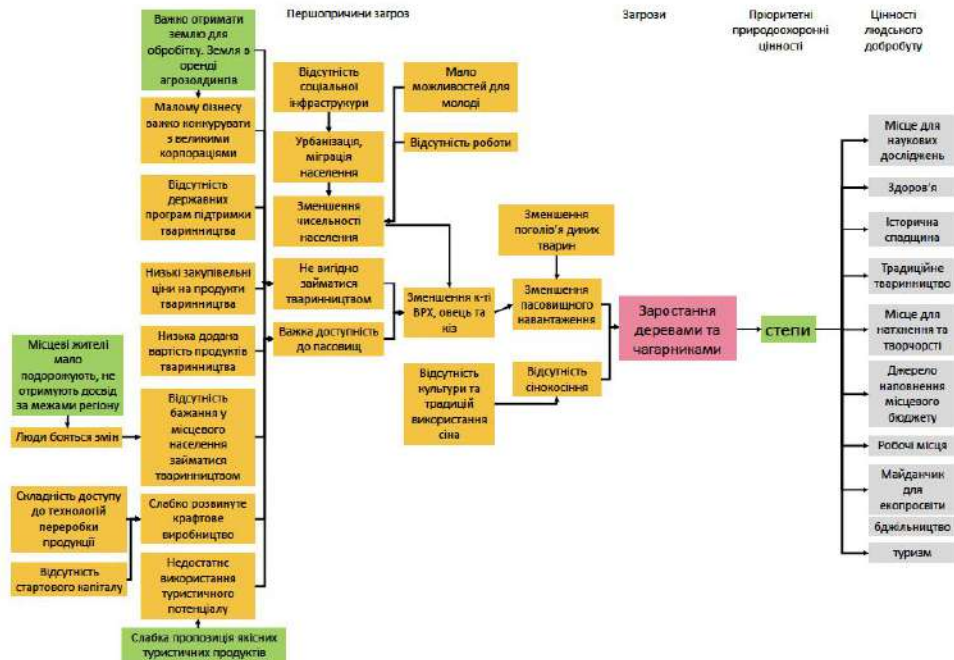 Першопричини загроз
Загрози
Пріоритетні
природоохоронні
цінності
Цінності
людського
добробуту
Важко отримати
землю для
обробітку. Земля в
оренді
агрохолдингів
Малому бізнесу
важко конкурувати
з великими
корпораціями
Відсутність
державних
програм підтримки
тваринництва
Низькі закупівельні
ціни на продукти
тваринництва
Низька додана
вартість продуктів
тваринництва
Місцеві жителі
мало
подорожують, не
отримують досвід
за межами регіону
Люди бояться змін
Відсутність
бажання у
місцевого
населення
займатися
тваринництвом
Складність доступу
до технологій
переробки
продукції
Відсутність
стартового капіталу
Слабко розвинуте
крафтове
виробництво
Недостатнє
використання
туристичного
потенціалу
Слабка пропозиція якісних
туристичних продуктів
Відсутність
соціальної
інфраструкури
Мало
можливостей для
молоді
Урбанізація,
міграція
населення
Відсутність роботи
Зменшення
чисельності
населення
Не вигідно
займатися
тваринництвом
Важка доступність
до пасовищ
Зменшення к-ті
ВРХ, овець та
кіз
Зменшення
поголів'я диких
тварин
Зменшення
пасовищного
навантаження
Відсутність
культури та
традицій
використання
сіна
Відсутність
сінокосіння
Заростання
деревами та
чагарниками
степи
Місце для
наукових
досліджень
Здоров'я
Історична
спадщина
Традиційне
тваринництво
Місце для
натхнення та
творчості
Джерело
наповнення
місцевого
бюджету
Робочі місця
Майданчик
для
екопросвіти
бджільництво
туризм